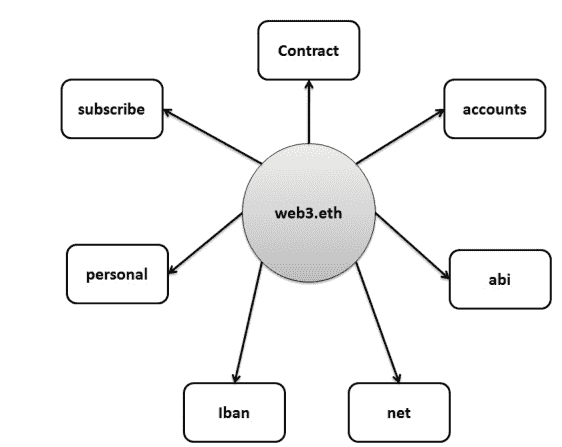 Contract
subscribe
accounts
web3.eth
personal
abi
Iban
net